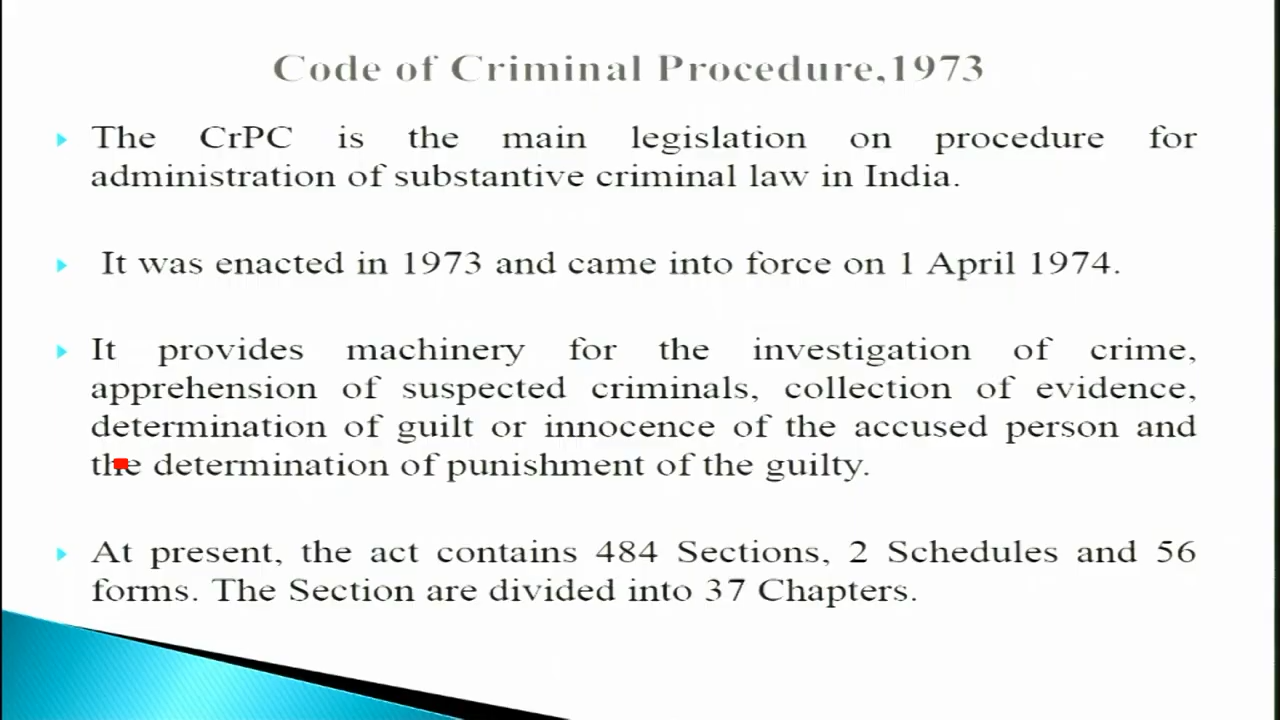 Code of Criminal Procedure,1973
The CrPC is the main legislation on procedure for
administration of substantive criminal law in India.
It was enacted in 1973 and came into force on 1 April 1974.
It provides machinery for the investigation of crime,
apprehension of suspected criminals, collection of evidence,
determination of guilt or innocence of the accused person and
the determination of punishment of the guilty.
At present, the act contains 484 Sections, 2 Schedules and 56
forms. The Section are divided into 37 Chapters.